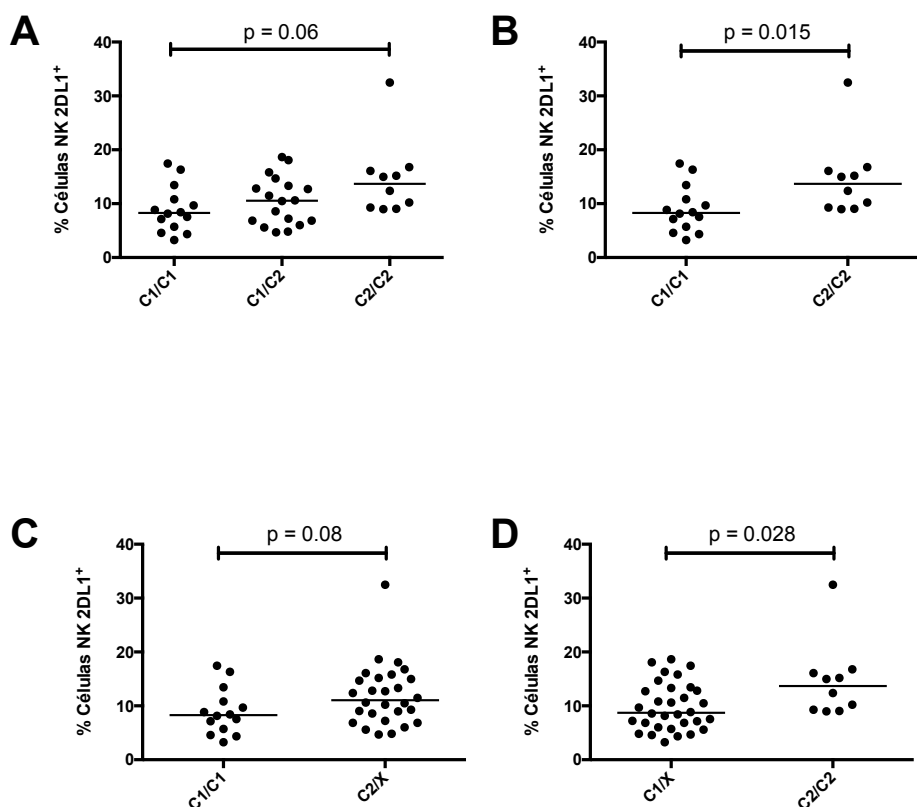 A
p = 0.06
% Células NK 2DL1⁺
40
30
20
10
0
C1/C1
C1/C2
C2/C2
B
p = 0.015
% Células NK 2DL1⁺
40
30
20
10
0
C1/C1
C2/C2
C
p = 0.08
% Células NK 2DL1⁺
40
30
20
10
0
C1/C1
C2/X
D
p = 0.028
% Células NK 2DL1⁺
40
30
20
10
0
C1/X
C2/C2